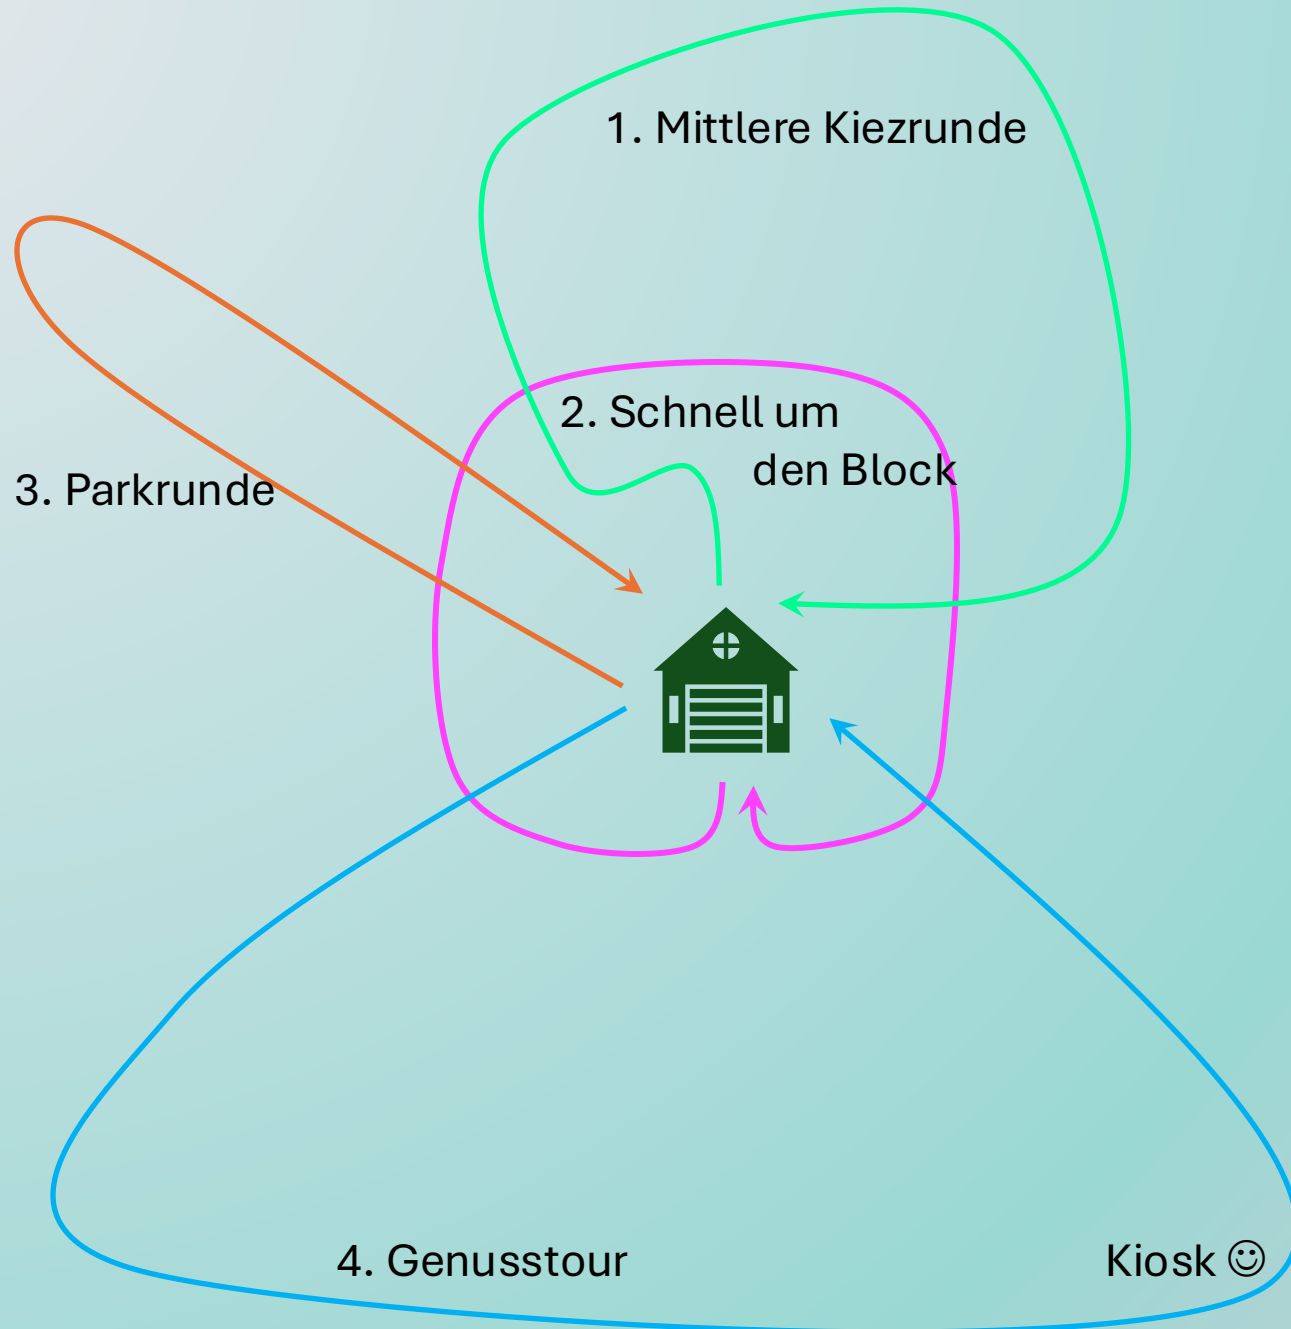 1. Mittlere Kiezrunde
2. Schnell um
den Block
3. Parkrunde
4. Genusstour
Kiosk ☺